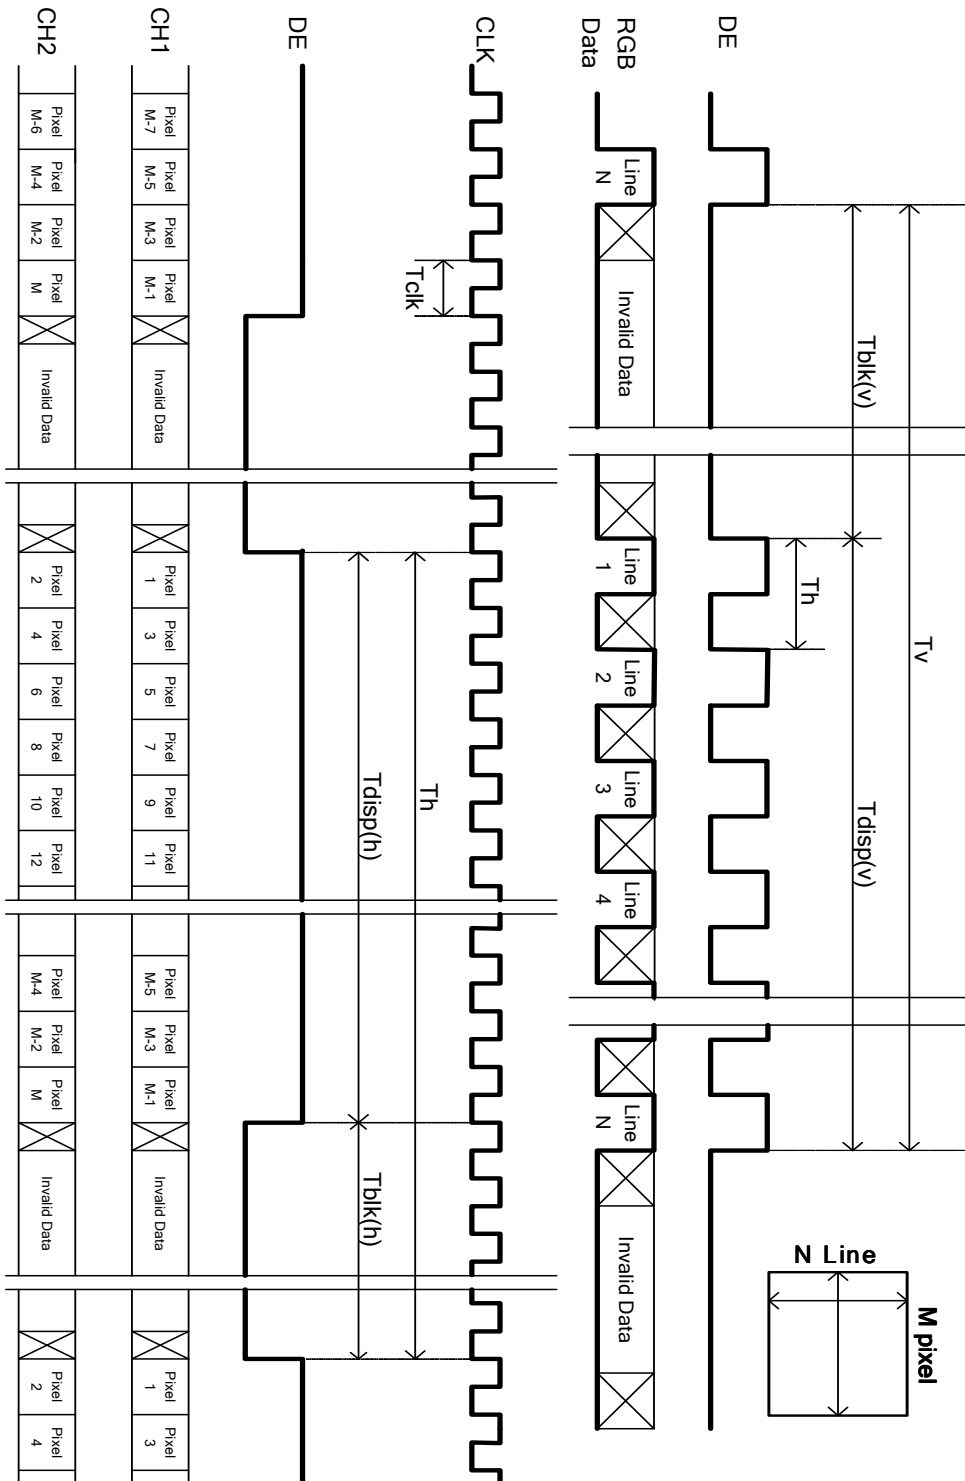 DE
Tv
Tblk(v)
Tdisp(v)
Th
N Line
M pixel
RGB
Data
Line
N
Invalid Data
Line
1
Line
2
Line
3
Line
4
Line
N
Invalid Data
CLK
Tclk
Th
Tdisp(h)
Tblk(h)
DE
CH1
Pixel
M-7
Pixel
M-5
Pixel
M-3
Pixel
M-1
Invalid Data
Pixel
1
Pixel
3
Pixel
5
Pixel
7
Pixel
9
Pixel
11
Pixel
M-5
Pixel
M-3
Pixel
M-1
Invalid Data
Pixel
1
Pixel
3
CH2
Pixel
M-6
Pixel
M-4
Pixel
M-2
Pixel
M
Invalid Data
Pixel
2
Pixel
4
Pixel
6
Pixel
8
Pixel
10
Pixel
12
Pixel
M-4
Pixel
M-2
Pixel
M
Invalid Data
Pixel
2
Pixel
4